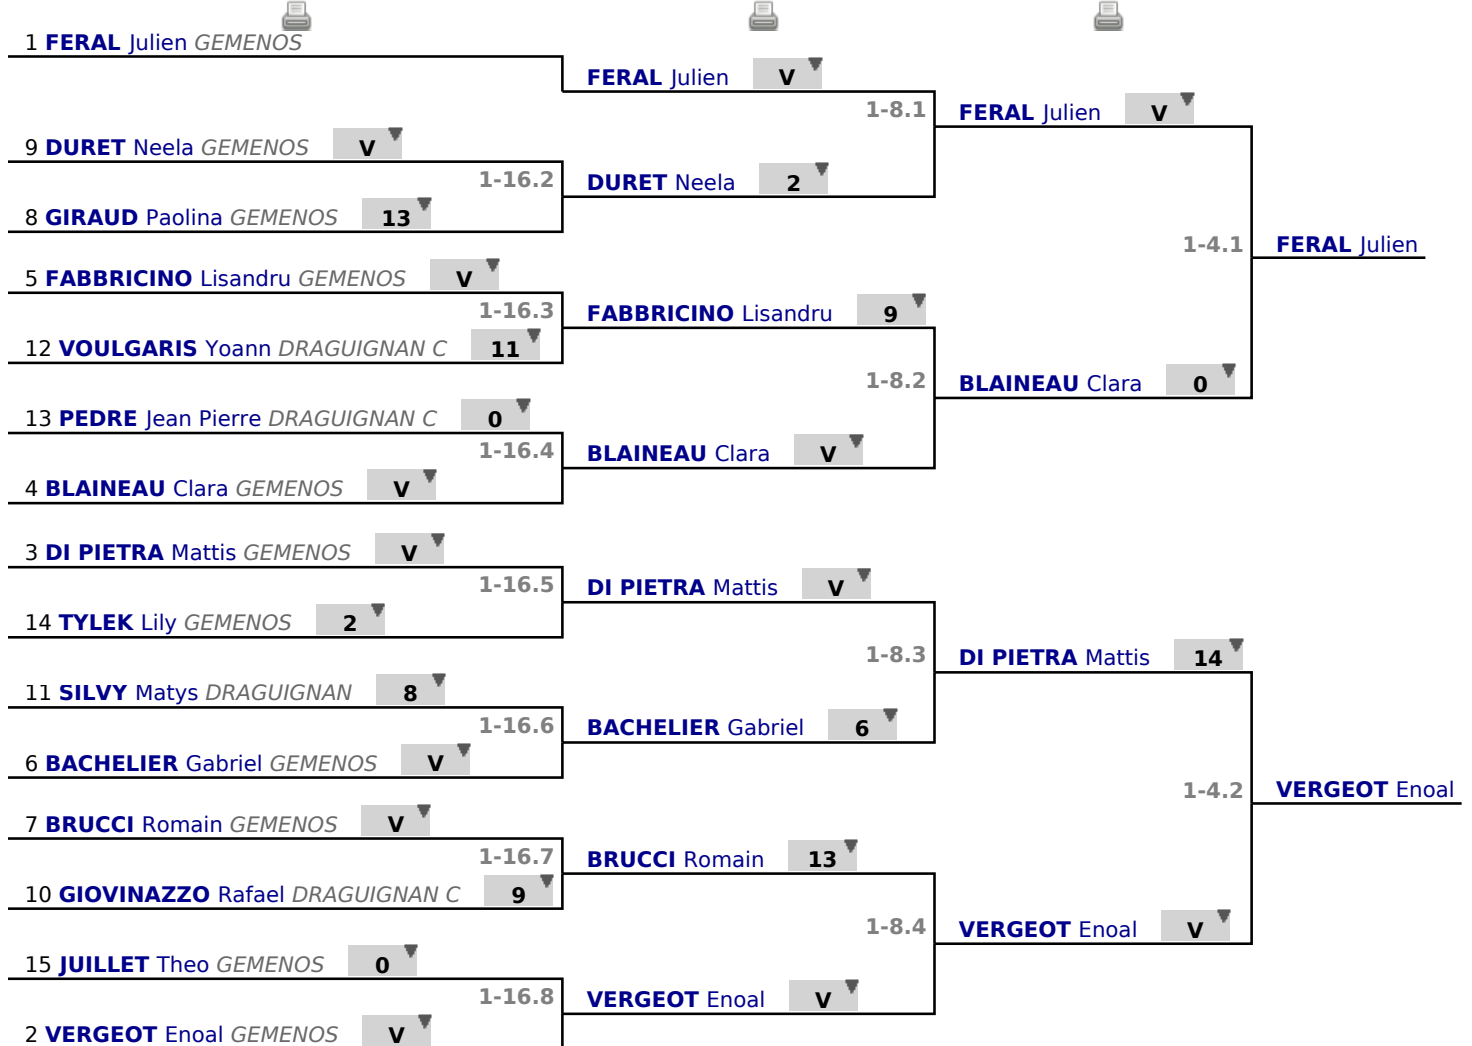 1 FERAL Julien GEMENOS
9 DURET Neela GEMENOS V
1-16.2
8 GIRAUD Paolina GEMENOS 13
5 FABBRICINO Lisandru GEMENOS V
1-16.3
12 VOULGARIS Yoann DRAGUIGNAN C 11
13 PEDRE Jean Pierre DRAGUIGNAN C 0
1-16.4
4 BLAINEAU Clara GEMENOS V
3 DI PIETRA Mattis GEMENOS V
1-16.5
14 TYLEK Lily GEMENOS 2
11 SILVY Matys DRAGUIGNAN 8
1-16.6
6 BACHELIER Gabriel GEMENOS V
7 BRUCCI Romain GEMENOS V
1-16.7
10 GIOVINAZZO Rafael DRAGUIGNAN C 9
15 JUILLET Theo GEMENOS 0
1-16.8
2 VERGEOT Enoal GEMENOS V
FERAL Julien V
1-8.1
DURET Neela 2
FABBRICINO Lisandru 9
1-8.2
BLAINEAU Clara V
DI PIETRA Mattis V
1-8.3
BACHELIER Gabriel 6
BRUCCI Romain 13
1-8.4
VERGEOT Enoal V
FERAL Julien V
1-4.1
BLAINEAU Clara 0
DI PIETRA Mattis 14
1-4.2
VERGEOT Enoal V
FERAL Julien
VERGEOT Enoal